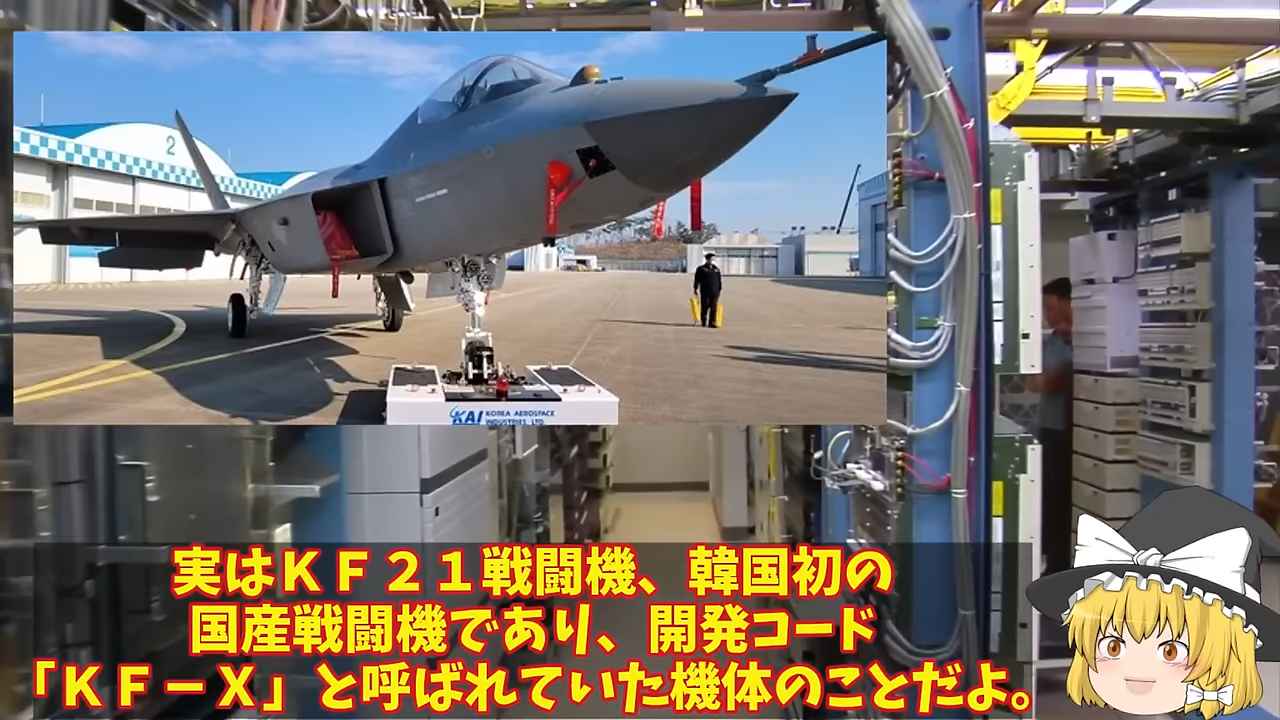 2
KAI KOREA AEROSPACE
INDUSTRIES, LTD.
実はＫＦ２１戦闘機、韓国初の
国産戦闘機であり、開発コード
「ＫＦ－Ｘ」と呼ばれていた機体のことだよ。